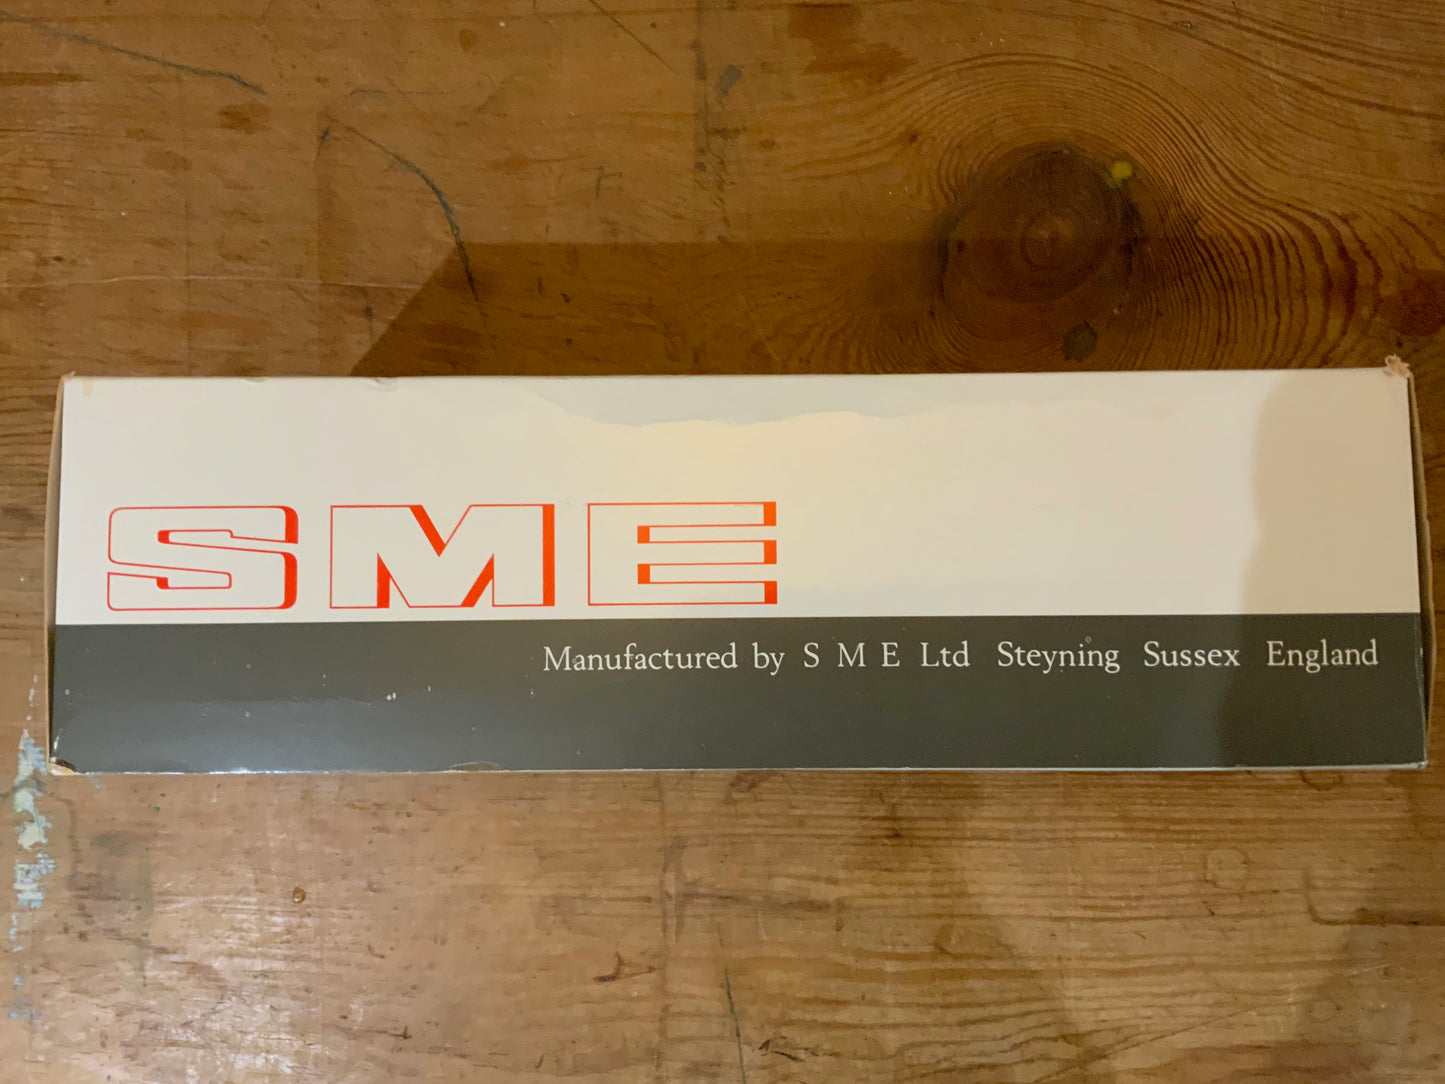 SME
Manufactured by S M E Ltd Steyning Sussex England